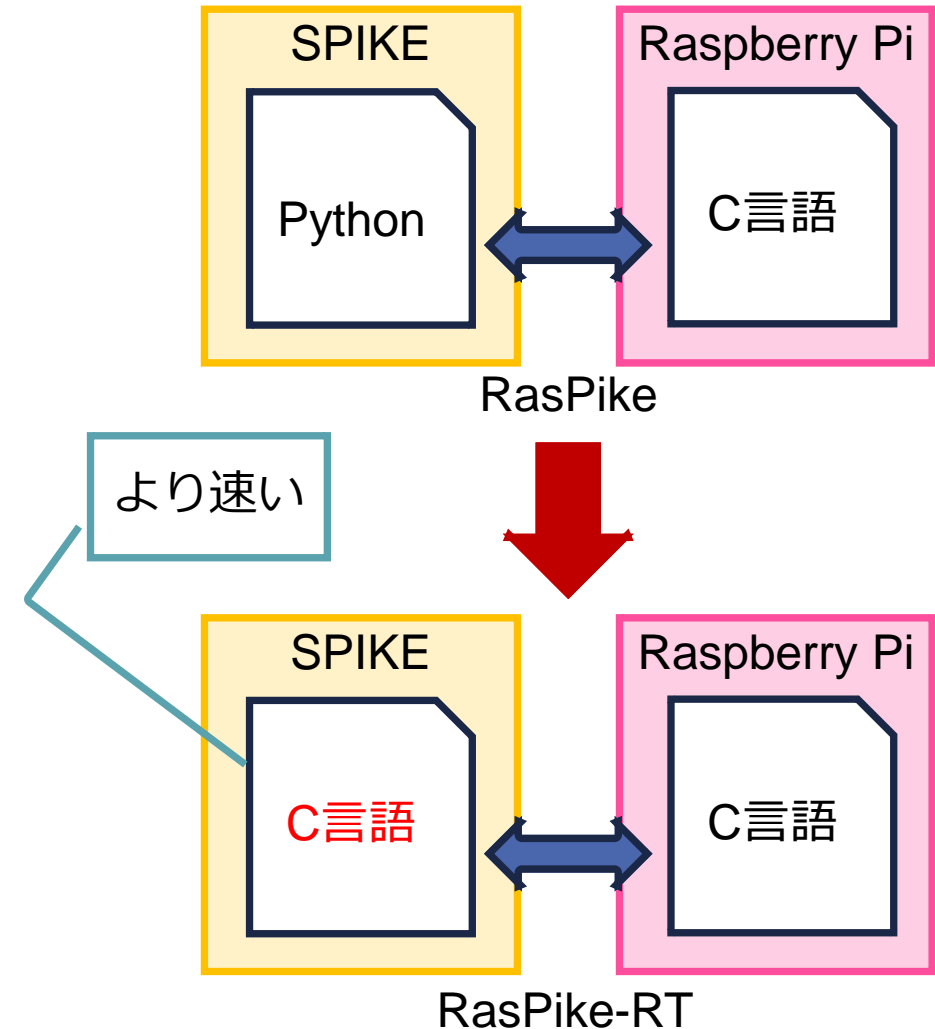 SPIKE
Raspberry Pi
Python
C言語
RasPike
より速い
SPIKE
Raspberry Pi
C言語
C言語
RasPike-RT